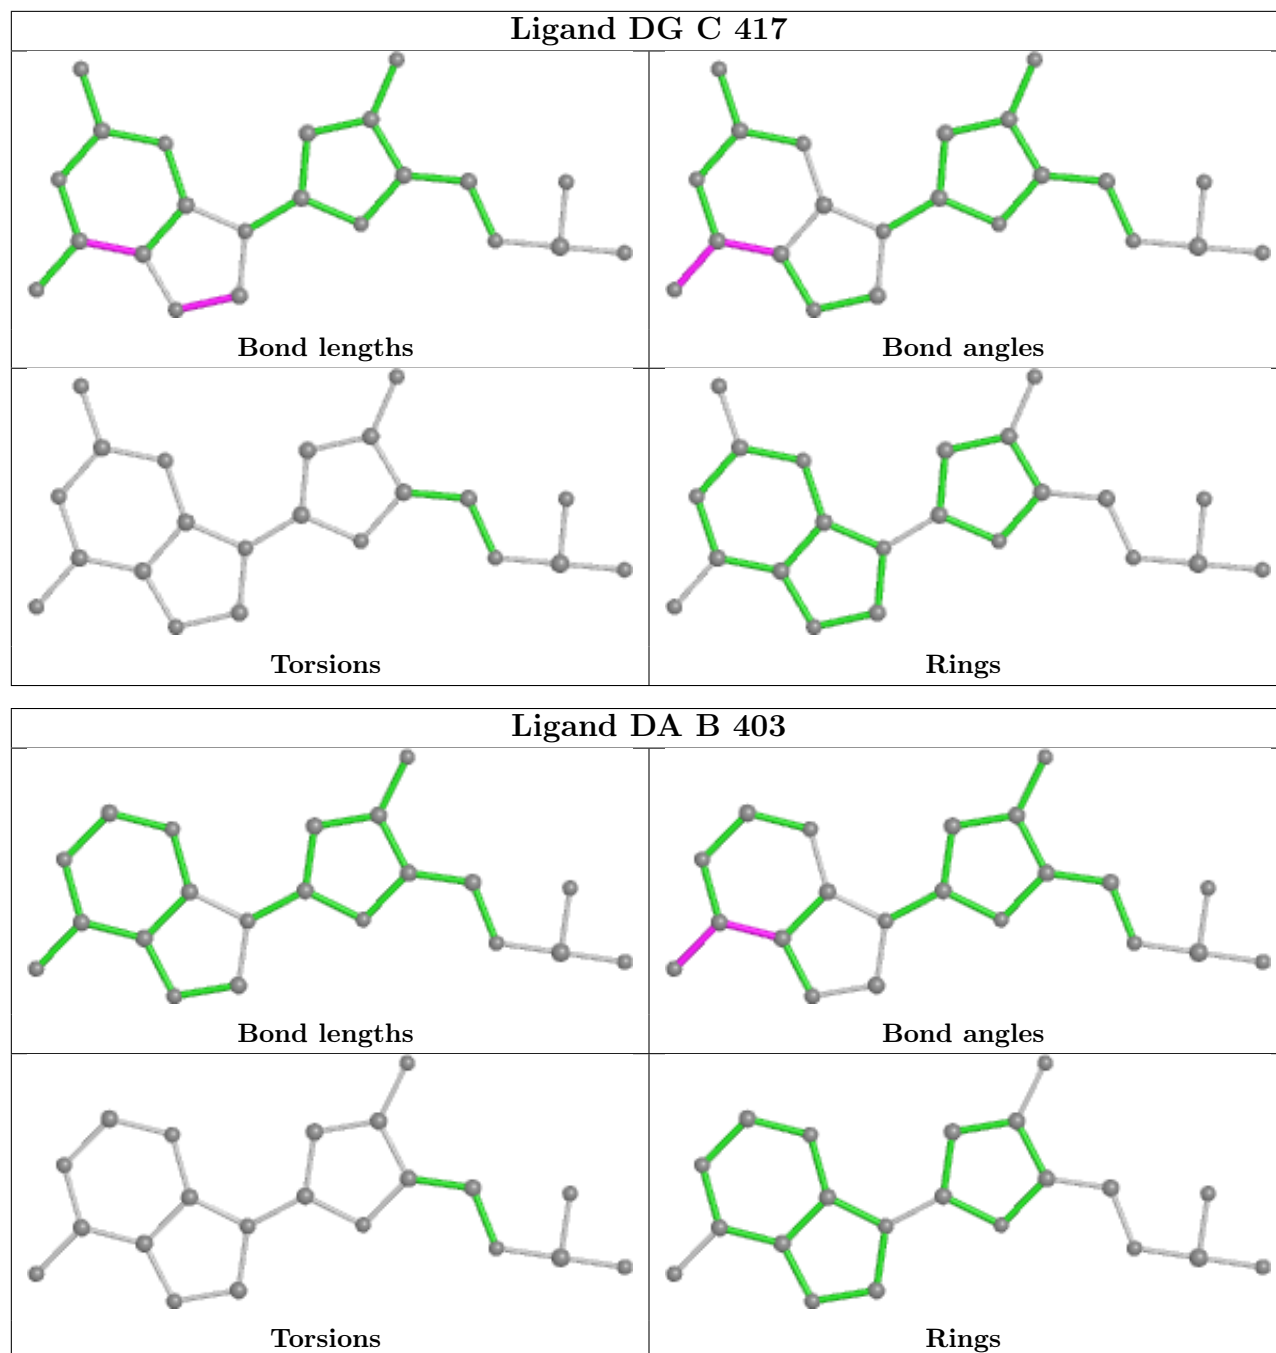 Ligand DG C 417
Bond lengths
Bond angles
Torsions
Rings
Ligand DA B 403
Bond lengths
Bond angles
Torsions
Rings